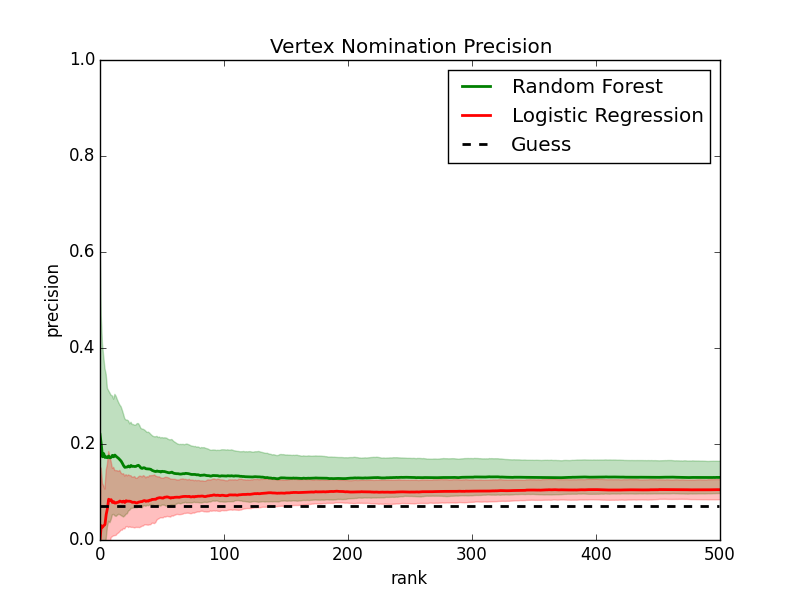 Vertex Nomination Precision
1.0
0.8
0.6
0.4
0.2
0.0
precision
Random Forest
Logistic Regression
Guess
0 100 200 300 400 500
rank